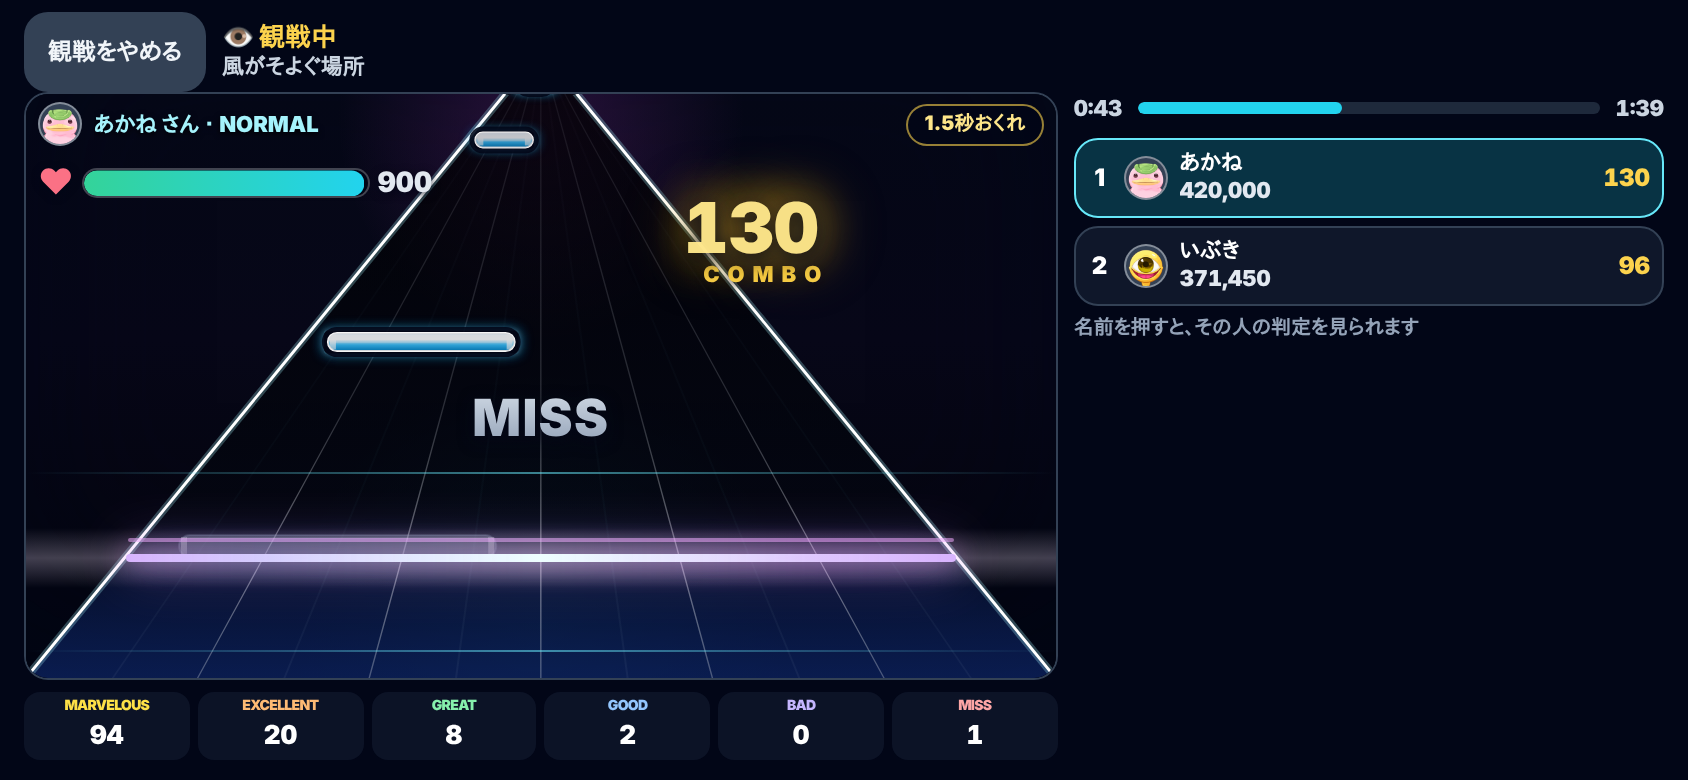 観戦をやめる
観戦中
風がそよぐ場所
あかね さん・NORMAL
1.5秒おくれ
900
130
COMBO
MISS
MARVELOUS
94
EXCELLENT
20
GREAT
8
GOOD
2
BAD
0
MISS
1
0:43
1:39
1
あかね
420,000
130
2
いぶき
371,450
96
名前を押すと、その人の判定を見られます